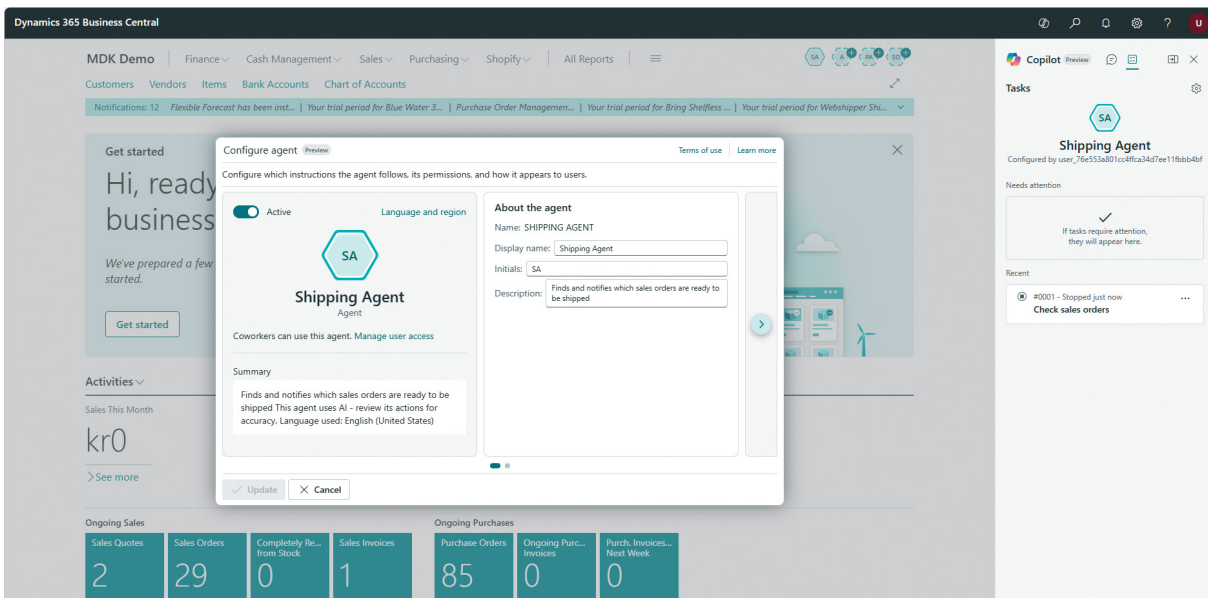 Dynamics 365 Business Central
U
MDK Demo
Finance
Cash Management
Sales
Purchasing
Shopify
All Reports
SA
A
PA
SO
Customers
Vendors
Items
Bank Accounts
Chart of Accounts
Notifications: 12
Flexible Forecast has been inst... | Your trial period for Blue Water 3... | Purchase Order Managemen... | Your trial period for Bring Shelfless ... | Your trial period for Webshipper Shi...
Get started
Hi, ready
business
We've prepared a few
started.
Get started
Configure agent
Preview
Terms of use
Learn more
Configure which instructions the agent follows, its permissions, and how it appears to users.
Active
Language and region
SA
Shipping Agent
Agent
Coworkers can use this agent. Manage user access
Summary
Finds and notifies which sales orders are ready to be
shipped This agent uses AI - review its actions for
accuracy. Language used: English (United States)
About the agent
Name: SHIPPING AGENT
Display name: Shipping Agent
Initials: SA
Description: Finds and notifies which sales orders are ready to
be shipped
Update
Cancel
Activities
Sales This Month
kr0
See more
Ongoing Sales
Sales Quotes
2
Sales Orders
29
Completely Re...
from Stock
0
Sales Invoices
1
Ongoing Purchases
Purchase Orders
85
Ongoing Purc...
Invoices
0
Purch. Invoices...
Next Week
0
Copilot
Preview
Tasks
SA
Shipping Agent
Configured by user_76e553a801cc4ffca34d7ee11fbbb4bf
Needs attention
If tasks require attention,
they will appear here.
Recent
#0001 - Stopped just now
Check sales orders